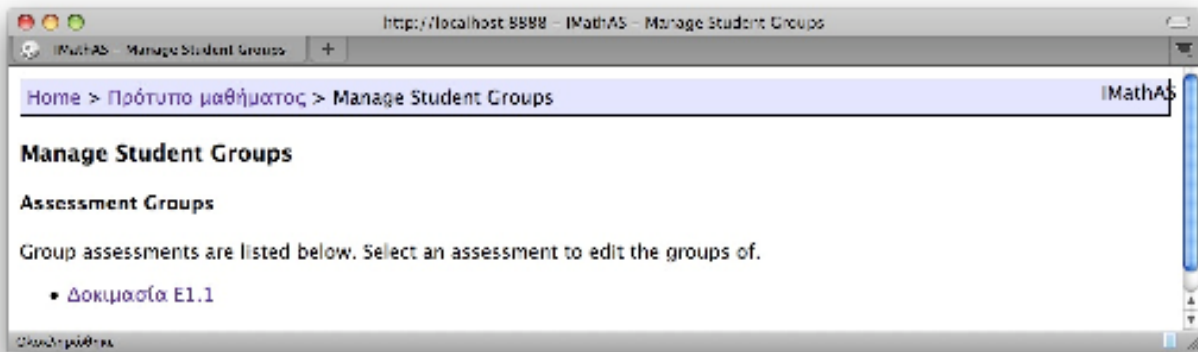 http://localhost:8888 – IMathAS – Manage Student Groups
IMathAS – Manage Student Groups
Home > Πρότυπο μαθήματος > Manage Student Groups
IMathAS
Manage Student Groups
Assessment Groups
Group assessments are listed below. Select an assessment to edit the groups of.
• Δοκιμασία Ε1.1
Ολοκληρώθηκε